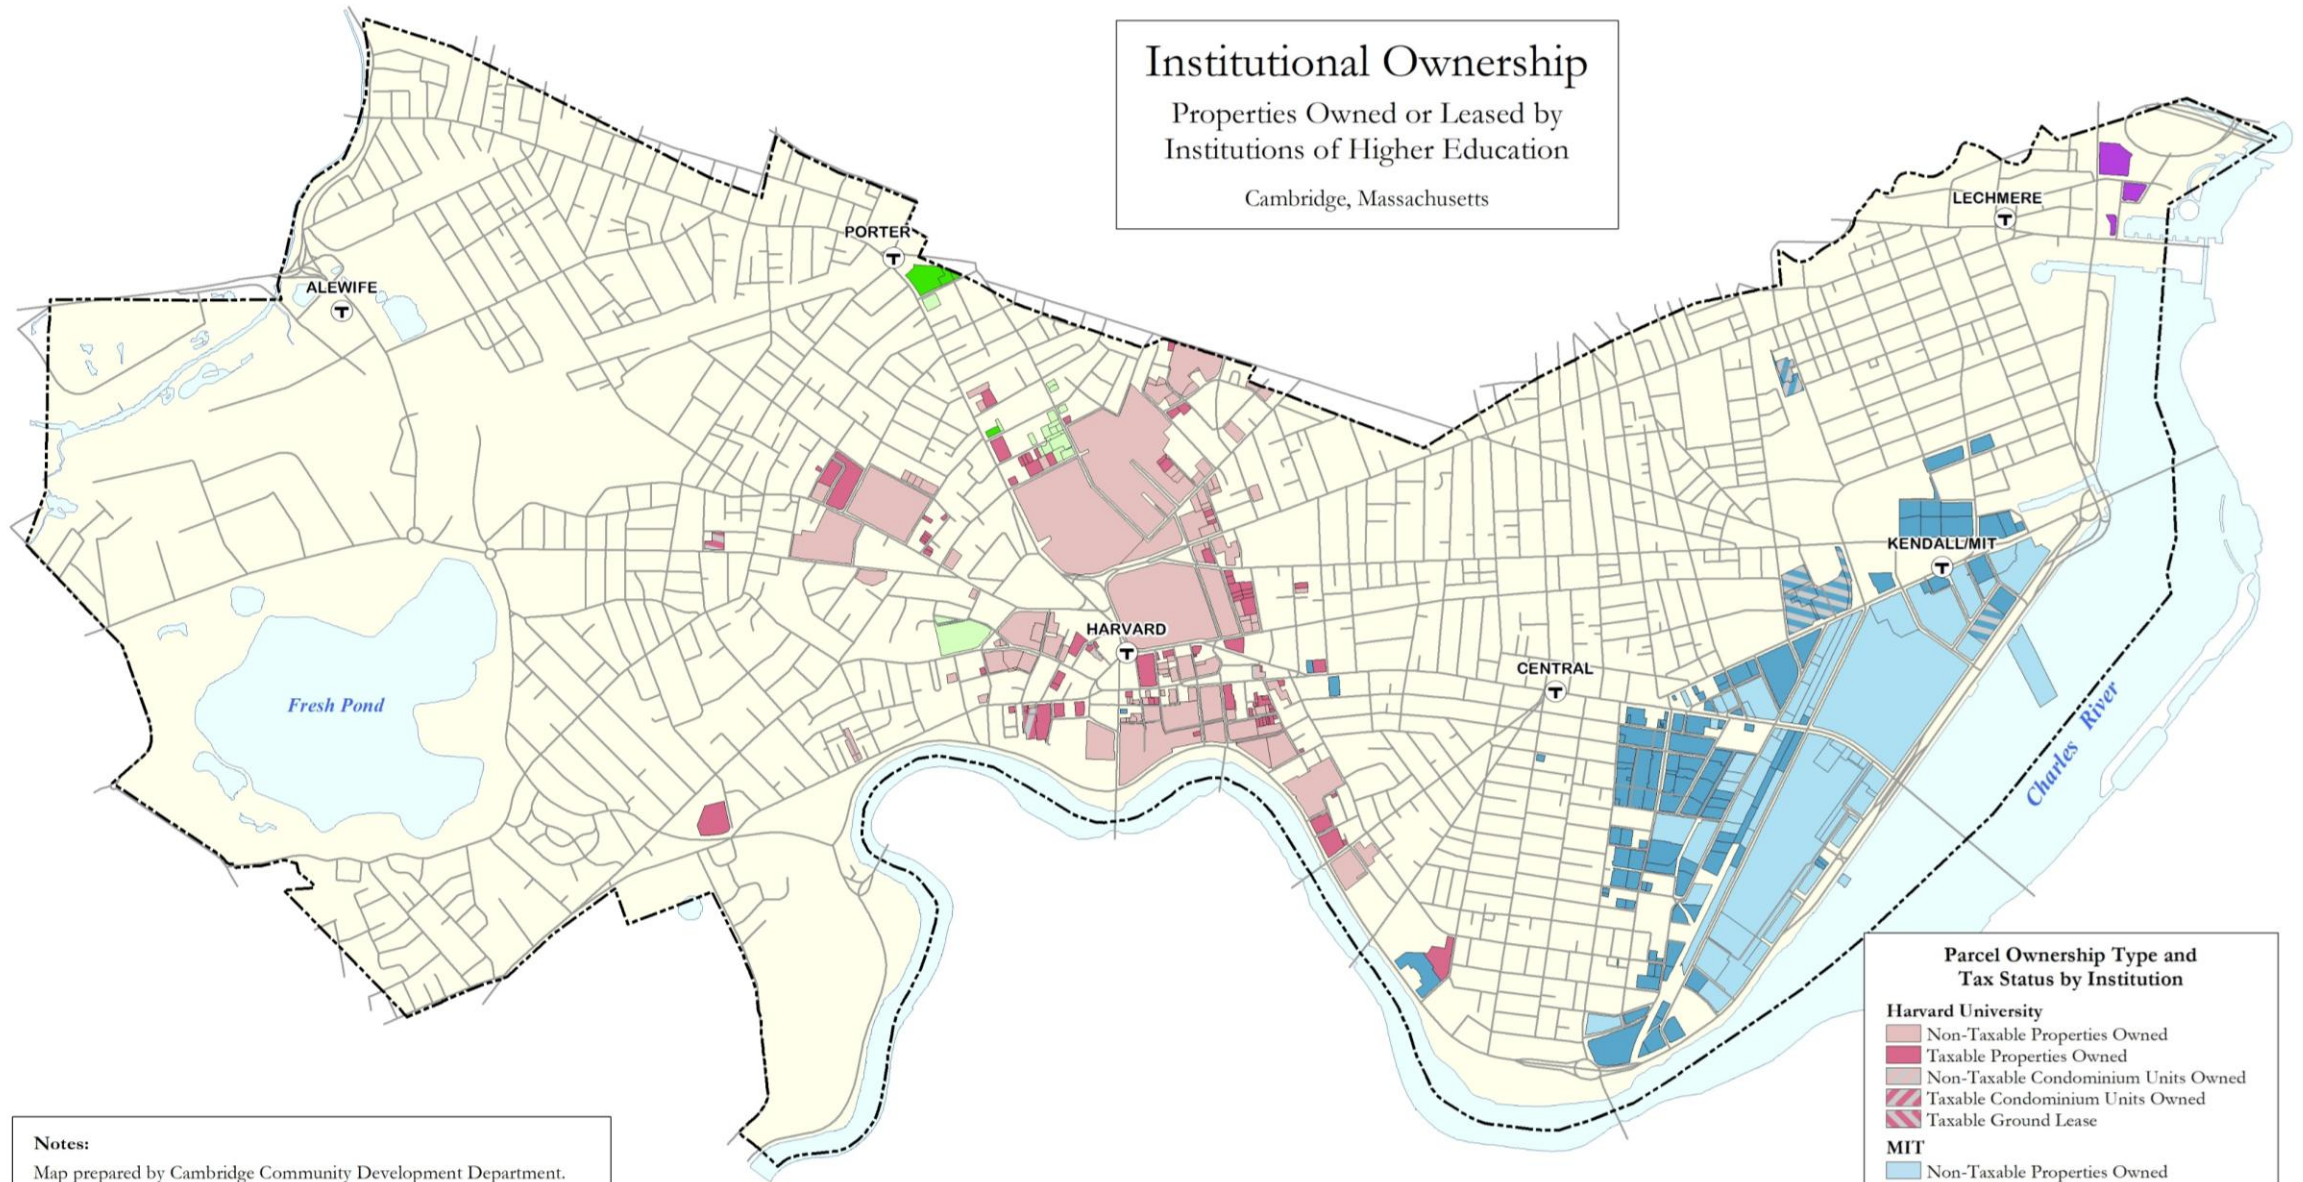 Institutional Ownership
Properties Owned or Leased by
Institutions of Higher Education
Cambridge, Massachusetts
LECHMERE
PORTER
ALEWIFE
KENDALL/MIT
HARVARD
CENTRAL
Fresh Pond
Charles River
Parcel Ownership Type and
Tax Status by Institution
Harvard University
Non-Taxable Properties Owned
Taxable Properties Owned
Non-Taxable Condominium Units Owned
Taxable Condominium Units Owned
Taxable Ground Lease
MIT
Non-Taxable Properties Owned
Notes:
Map prepared by Cambridge Community Development Department.